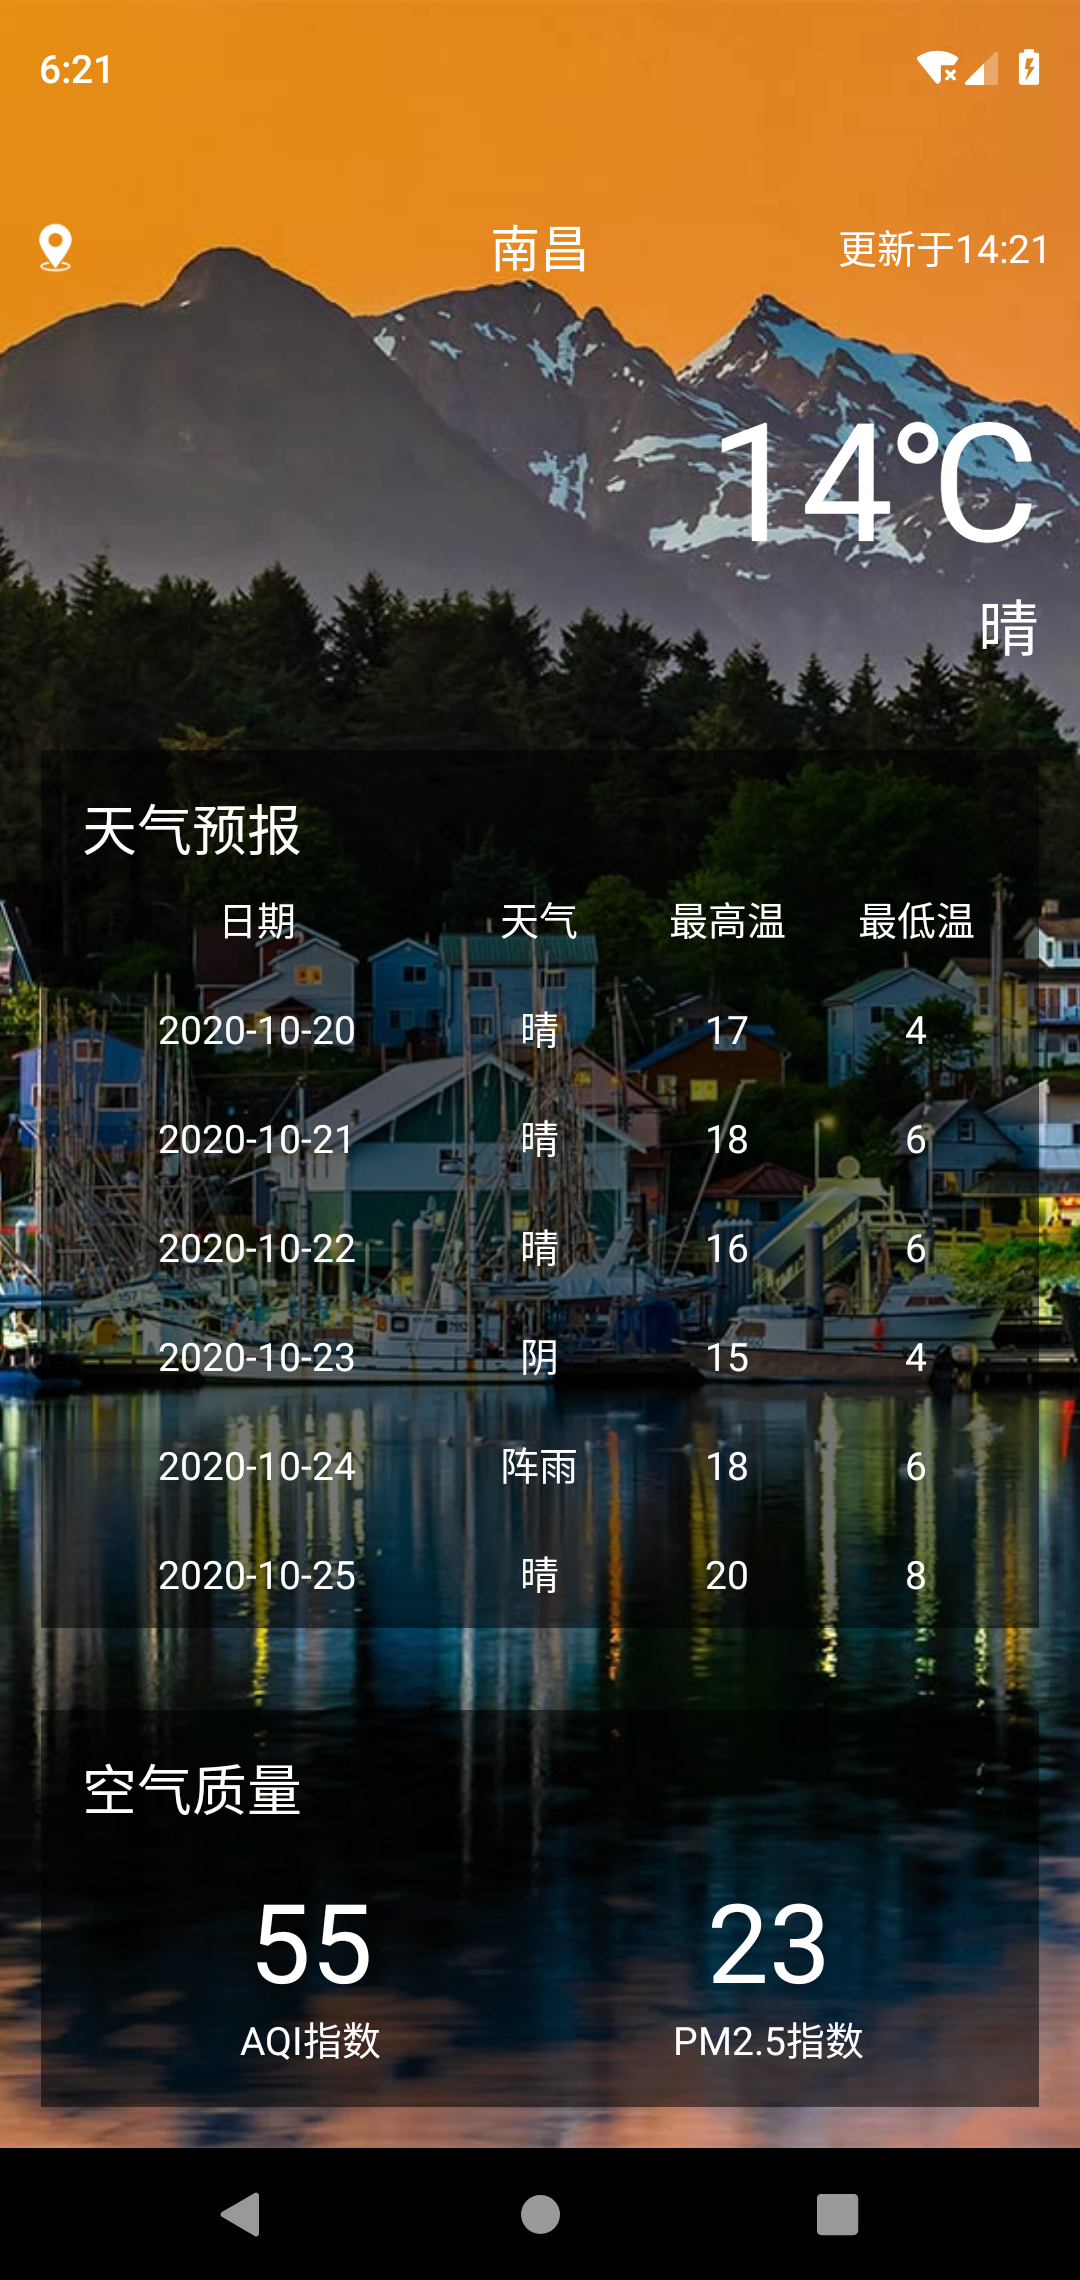 6:21
南昌
更新于14:21
14℃
晴
天气预报
日期 天气 最高温 最低温
2020-10-20 晴 17 4
2020-10-21 晴 18 6
2020-10-22 晴 16 6
2020-10-23 阴 15 4
2020-10-24 阵雨 18 6
2020-10-25 晴 20 8
空气质量
55 23
AQI指数 PM2.5指数